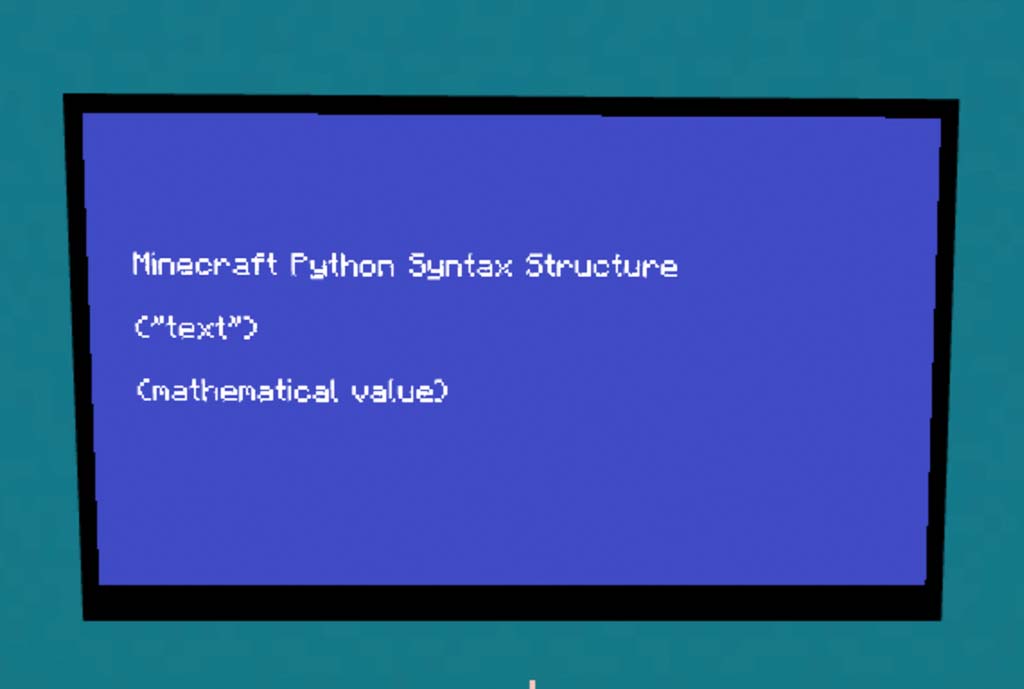 Minecraft Python Syntax Structure
("text")
(mathematical value)